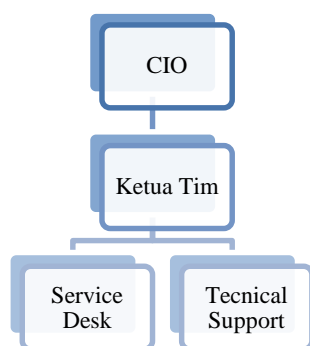 CIO
Ketua Tim
Service
Desk
Tecnical
Support